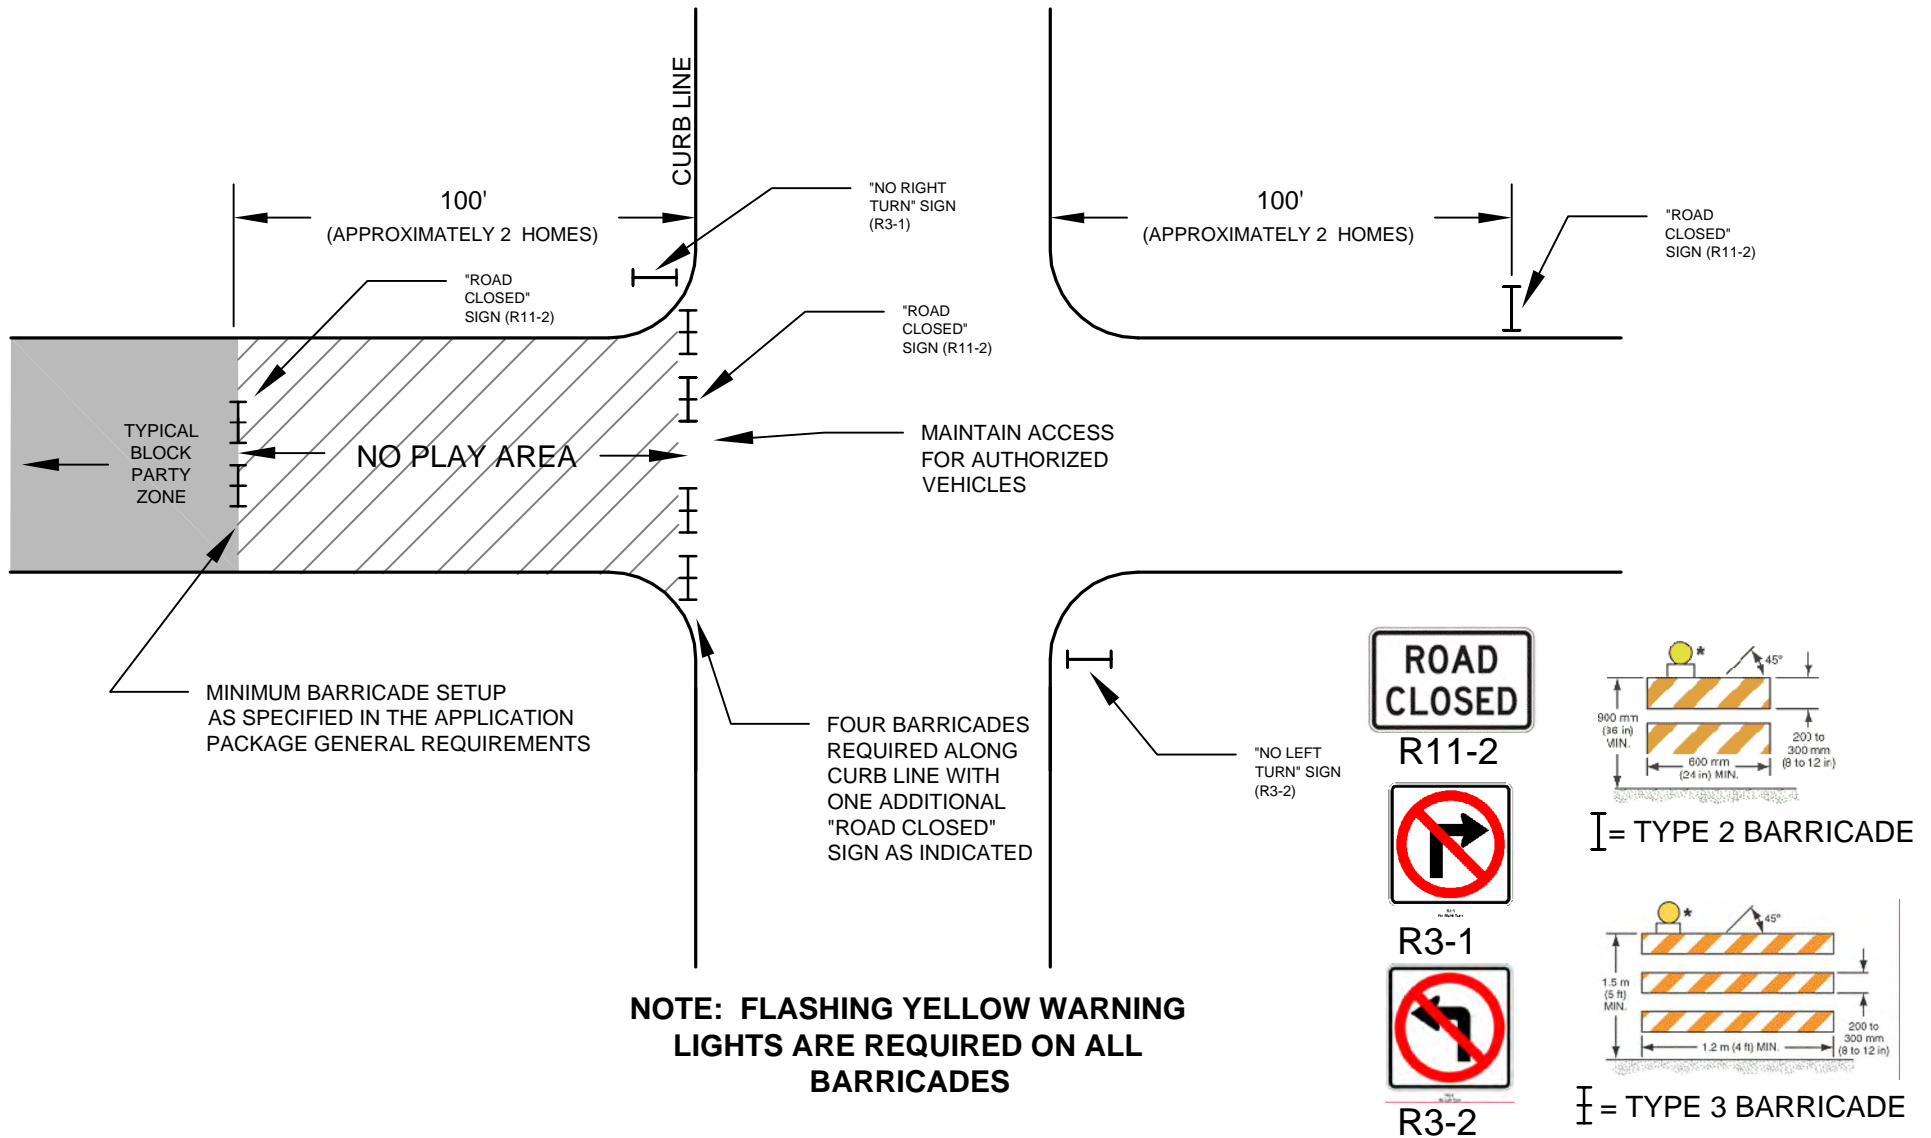 CURB LINE
100'
(APPROXIMATELY 2 HOMES)
"NO RIGHT
TURN" SIGN
(R3-1)
100'
(APPROXIMATELY 2 HOMES)
"ROAD
CLOSED"
SIGN (R11-2)
"ROAD
CLOSED"
SIGN (R11-2)
"ROAD
CLOSED"
SIGN (R11-2)
TYPICAL
BLOCK
PARTY
ZONE
NO PLAY AREA
MAINTAIN ACCESS
FOR AUTHORIZED
VEHICLES
MINIMUM BARRICADE SETUP
AS SPECIFIED IN THE APPLICATION
PACKAGE GENERAL REQUIREMENTS
FOUR BARRICADES
REQUIRED ALONG
CURB LINE WITH
ONE ADDITIONAL
"ROAD CLOSED"
SIGN AS INDICATED
"NO LEFT
TURN" SIGN
(R3-2)
ROAD
CLOSED
R11-2
R3-1
R3-2
*
45°
900 mm
(36 in)
MIN.
200 to
300 mm
(8 to 12 in)
600 mm
(24 in) MIN.
= TYPE 2 BARRICADE
*
45°
1.5 m
(5 ft)
MIN.
200 to
300 mm
(8 to 12 in)
1.2 m (4 ft) MIN.
= TYPE 3 BARRICADE
NOTE: FLASHING YELLOW WARNING
LIGHTS ARE REQUIRED ON ALL
BARRICADES